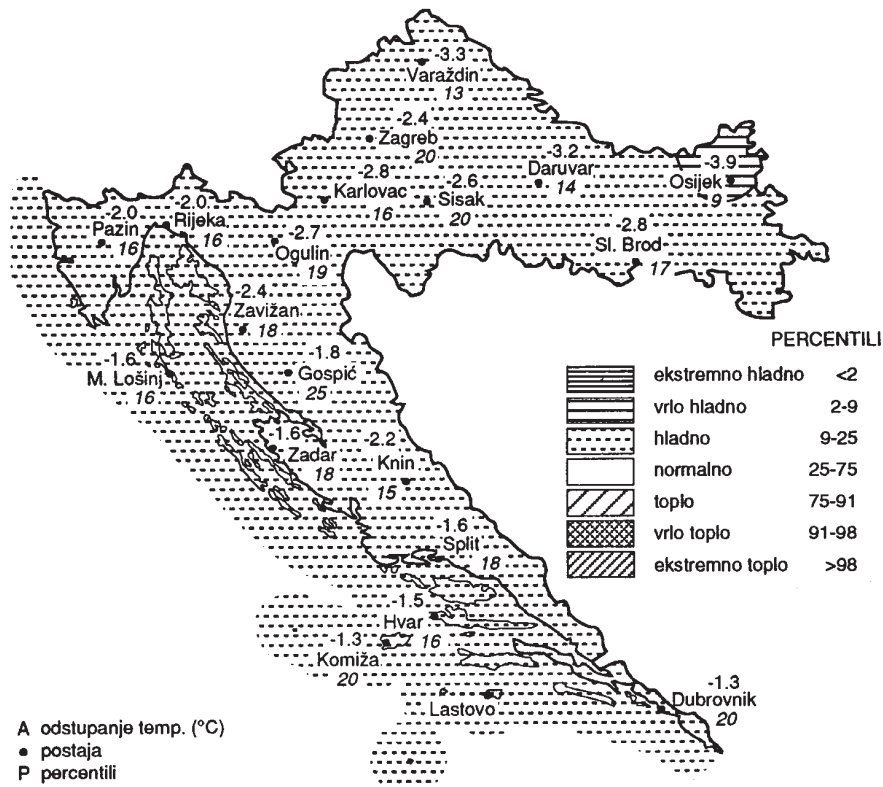 -3.3
Varaždin
13
-2.4
Zagreb
20
-3.2
Daruvar
14
-3.9
Osijek
9
-2.8
Karlovac
16
-2.6
Sisak
20
-2.0
Pazin
16
-2.0
Rijeka
16
-2.7
Ogulin
19
-2.8
Sl. Brod
17
-2.4
Zavižan
18
-1.6
M. Lošinj
16
-1.8
Gospić
25
-1.6
Zadar
18
-2.2
Knin
15
-1.6
Split
18
-1.5
Hvar
16
-1.3
Komiža
20
Lastovo
-1.3
Dubrovnik
20
PERCENTILI
ekstremno hladno <2
vrlo hladno 2-9
hladno 9-25
normalno 25-75
toplo 75-91
vrlo toplo 91-98
ekstremno toplo >98
A odstupanje temp. (°C)
• postaja
P percentili